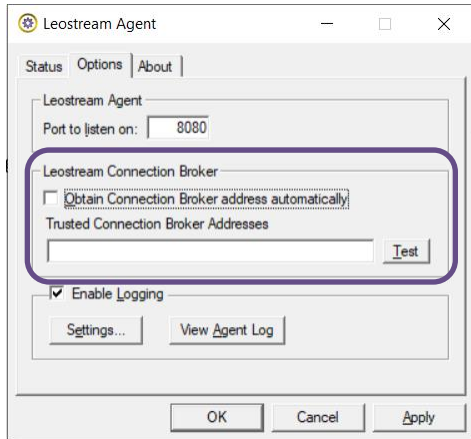 Leostream Agent
Status Options About
Leostream Agent
Port to listen on: 8080
Leostream Connection Broker
Obtain Connection Broker address automatically
Trusted Connection Broker Addresses
Test
Enable Logging
Settings... View Agent Log
OK Cancel Apply